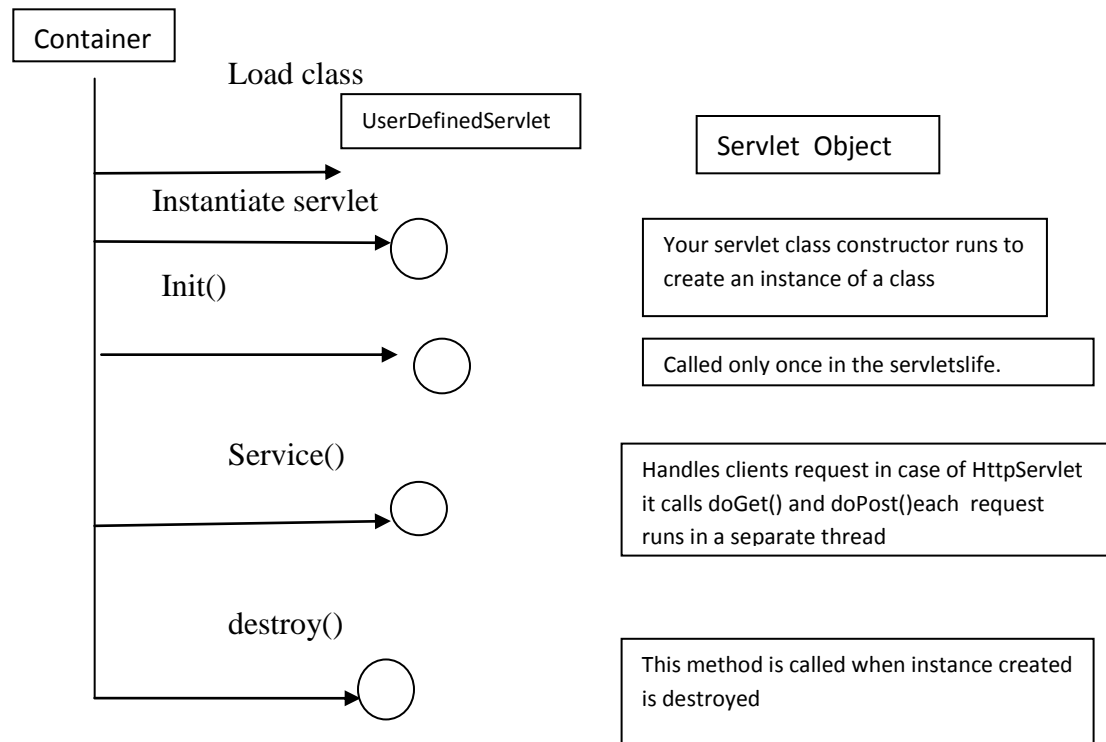 Container
Load class
UserDefinedServlet
Servlet Object
Instantiate servlet
Your servlet class constructor runs to
create an instance of a class
Init()
Called only once in the servletslife.
Service()
Handles clients request in case of HttpServlet
it calls doGet() and doPost()each request
runs in a separate thread
destroy()
This method is called when instance created
is destroyed